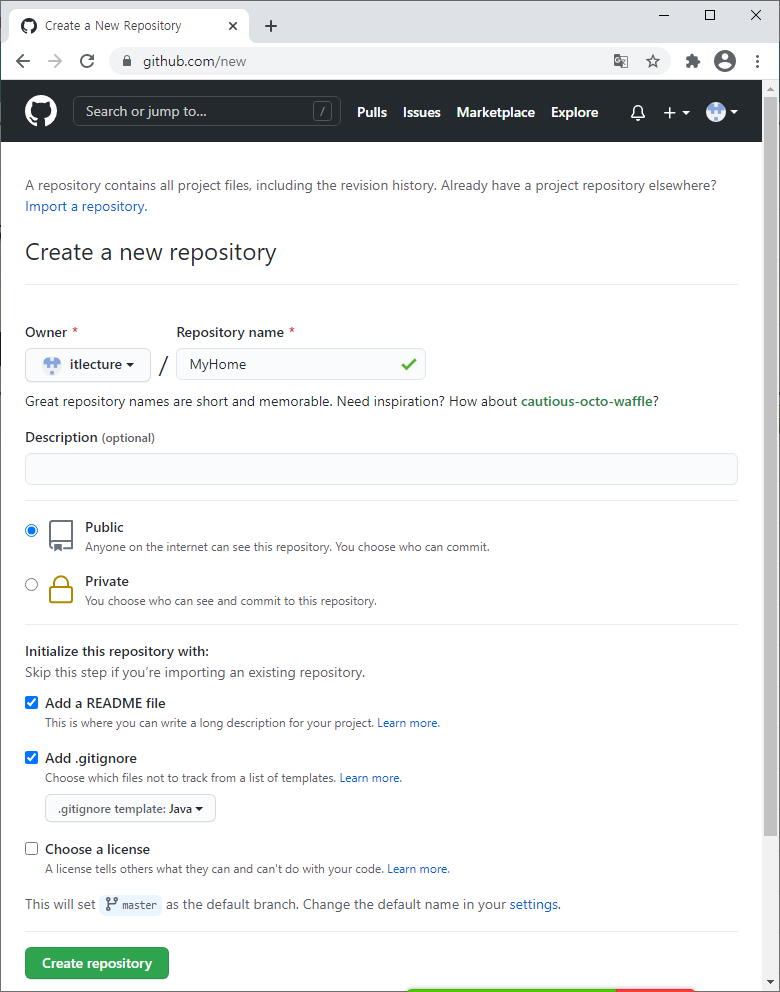 Create a New Repository
github.com/new
Search or jump to... /
Pulls Issues Marketplace Explore
A repository contains all project files, including the revision history. Already have a project repository elsewhere?
Import a repository.
Create a new repository
Owner * Repository name *
itlecture / MyHome
Great repository names are short and memorable. Need inspiration? How about cautious-octo-waffle?
Description (optional)
Public
Anyone on the internet can see this repository. You choose who can commit.
Private
You choose who can see and commit to this repository.
Initialize this repository with:
Skip this step if you're importing an existing repository.
Add a README file
This is where you can write a long description for your project. Learn more.
Add .gitignore
Choose which files not to track from a list of templates. Learn more.
.gitignore template: Java
Choose a license
A license tells others what they can and can't do with your code. Learn more.
This will set master as the default branch. Change the default name in your settings.
Create repository